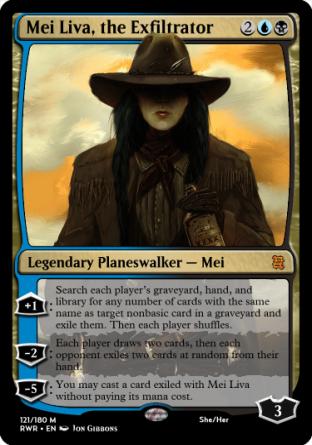 Mei Liva, the Exfiltrator 2
Legendary Planeswalker — Mei
+1: Search each player's graveyard, hand, and
library for any number of cards with the same
name as target nonbasic card in a graveyard and
exile them. Then each player shuffles.
-2: Each player draws two cards, then each
opponent exiles two cards at random from their
hand.
-5: You may cast a card exiled with Mei Liva
without paying its mana cost.
3
121/180 M
RWR • EN Jon Gibbons
She/Her